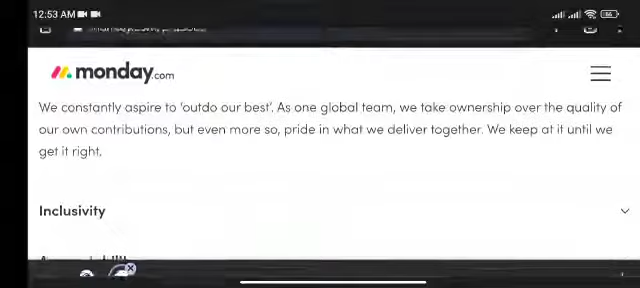 12:53 AM
86
monday.com
We constantly aspire to 'outdo our best'. As one global team, we take ownership over the quality of
our own contributions, but even more so, pride in what we deliver together. We keep at it until we
get it right.
Inclusivity